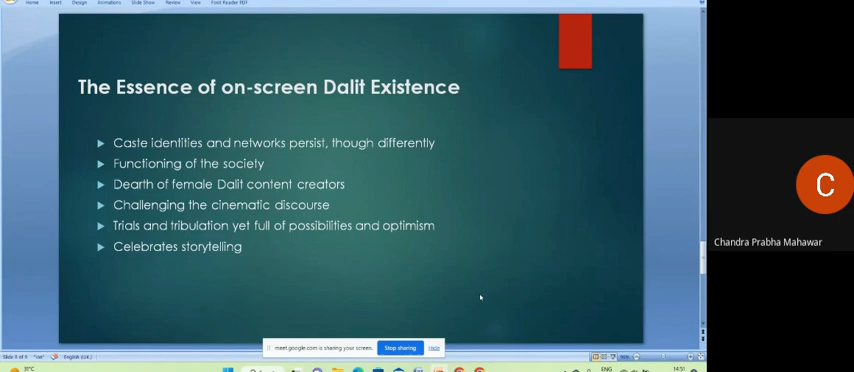 Home Insert Design Animations Slide Show Review View Foxit Reader PDF
The Essence of on-screen Dalit Existence
Caste identities and networks persist, though differently
Functioning of the society
Dearth of female Dalit content creators
Challenging the cinematic discourse
Trials and tribulation yet full of possibilities and optimism
Celebrates storytelling
C
Chandra Prabha Mahawar
meet.google.com is sharing your screen.
Stop sharing
Hide
English (U.K.)
31°C
ENG
14:51